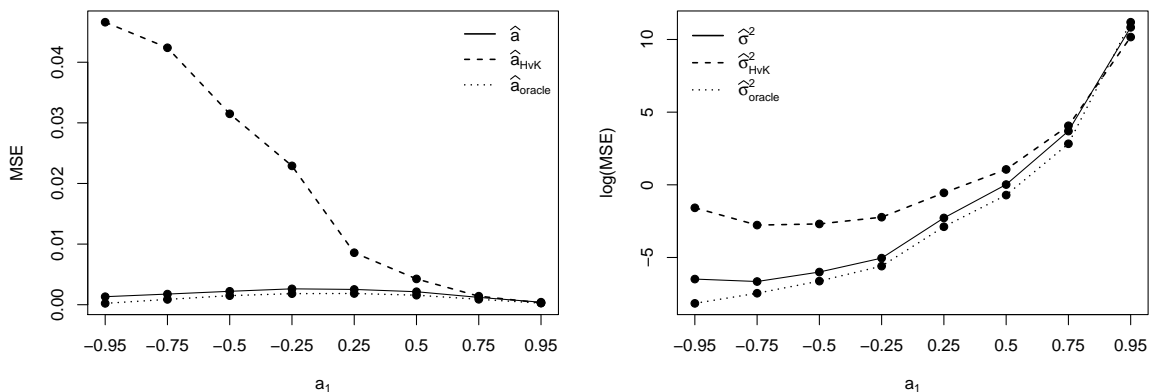 MSE
0.00
0.01
0.02
0.03
0.04
−0.95 −0.75 −0.5 −0.25 0.25 0.5 0.75 0.95
a₁
â
â_HvK
â_oracle
log(MSE)
−5
0
5
10
−0.95 −0.75 −0.5 −0.25 0.25 0.5 0.75 0.95
a₁
σ̂²
σ̂²_HvK
σ̂²_oracle